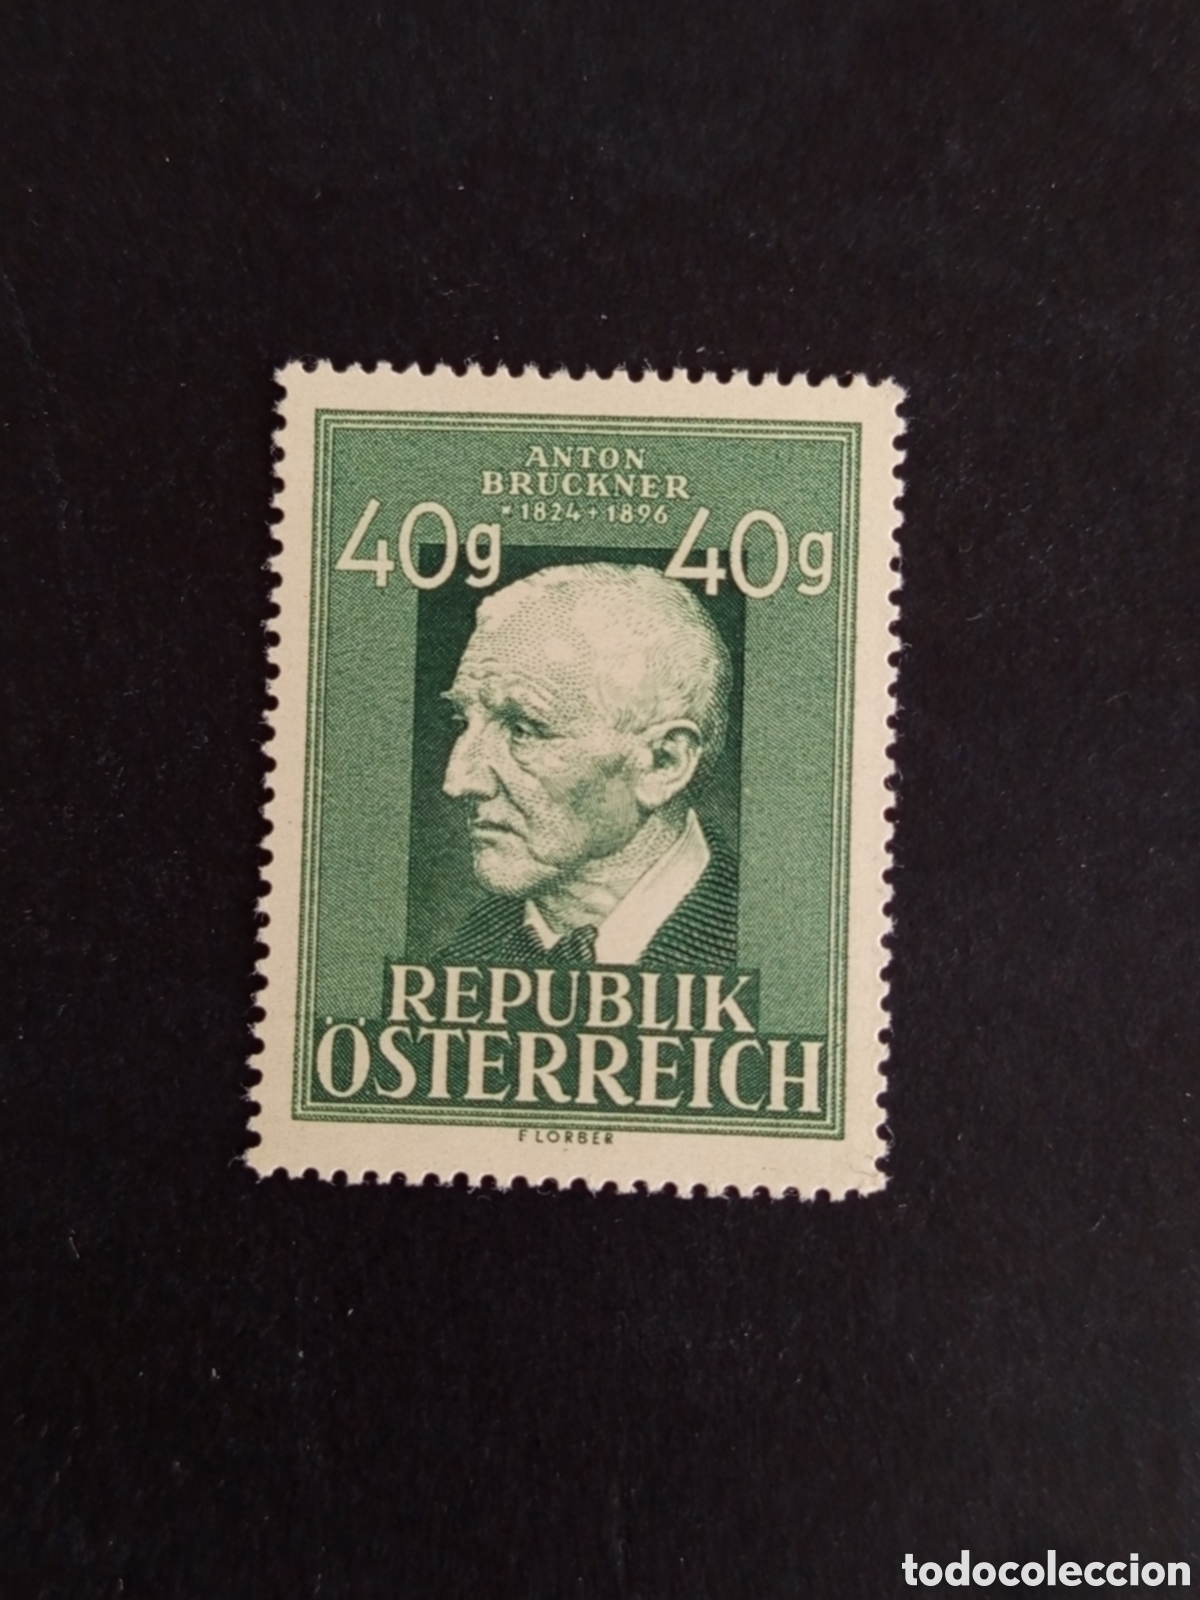 ANTON
BRUCKNER
*1824+1896
40g 40g
REPUBLIK
ÖSTERREICH
F LORBER
todocoleccion